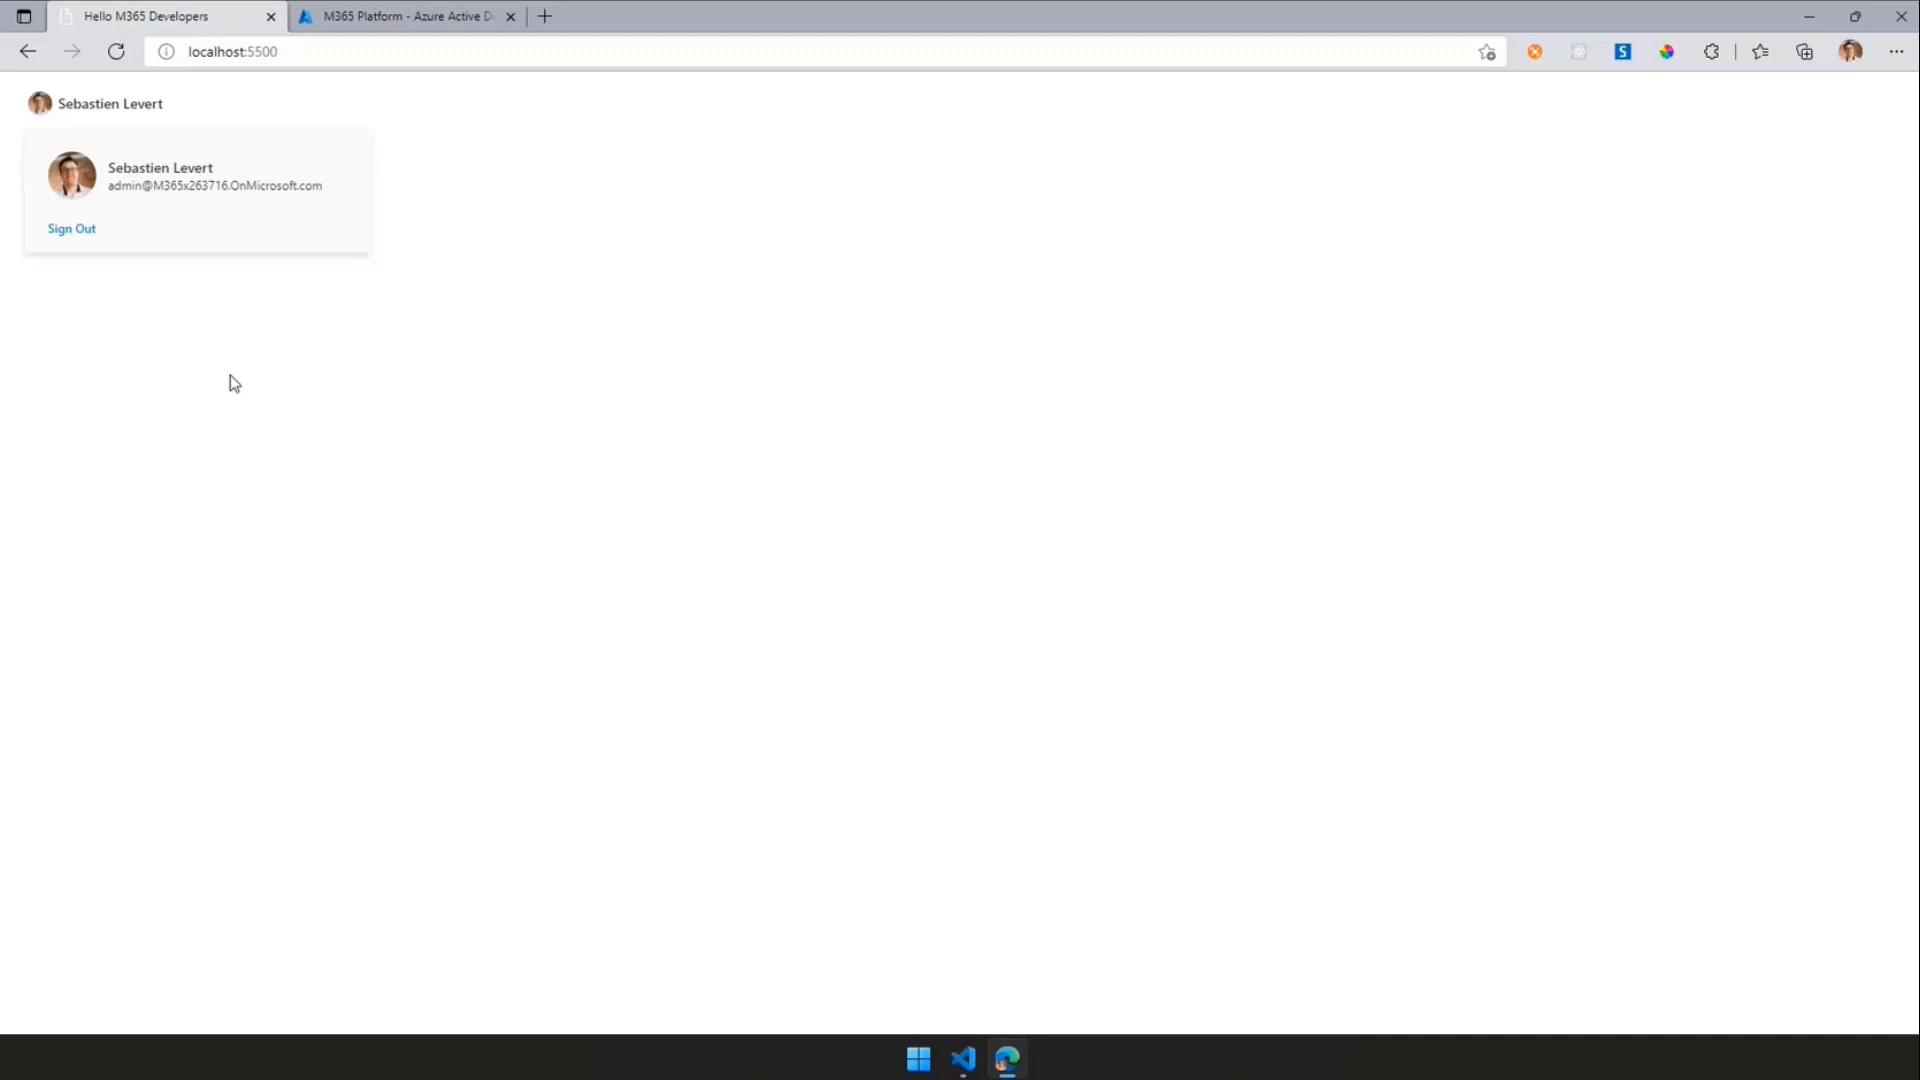 Hello M365 Developers
M365 Platform - Azure Active D
localhost:5500
S
Sebastien Levert
Sebastien Levert
admin@M365x263716.OnMicrosoft.com
Sign Out